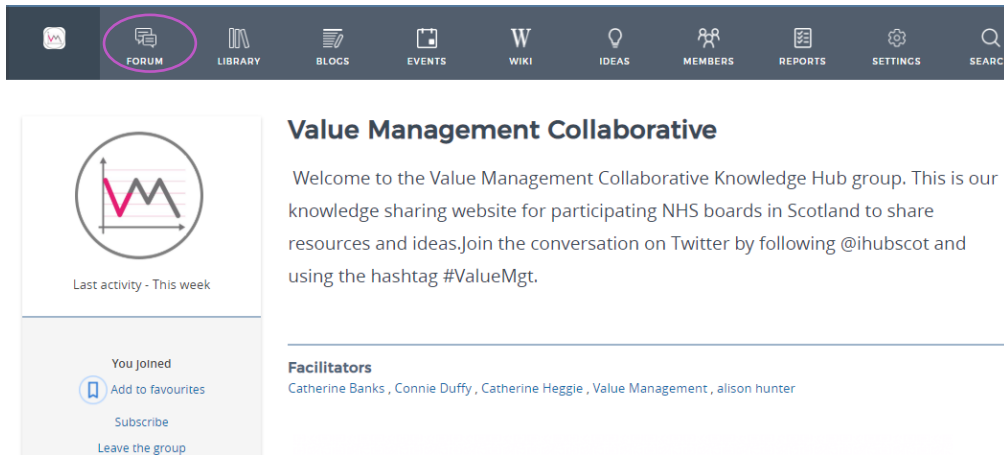 FORUM
LIBRARY
BLOGS
EVENTS
WIKI
IDEAS
MEMBERS
REPORTS
SETTINGS
SEARC
Value Management Collaborative
Welcome to the Value Management Collaborative Knowledge Hub group. This is our
knowledge sharing website for participating NHS boards in Scotland to share
resources and ideas.Join the conversation on Twitter by following @ihubscot and
using the hashtag #ValueMgt.
VM
Last activity - This week
You joined
Add to favourites
Subscribe
Leave the group
Facilitators
Catherine Banks , Connie Duffy , Catherine Heggie , Value Management , alison hunter